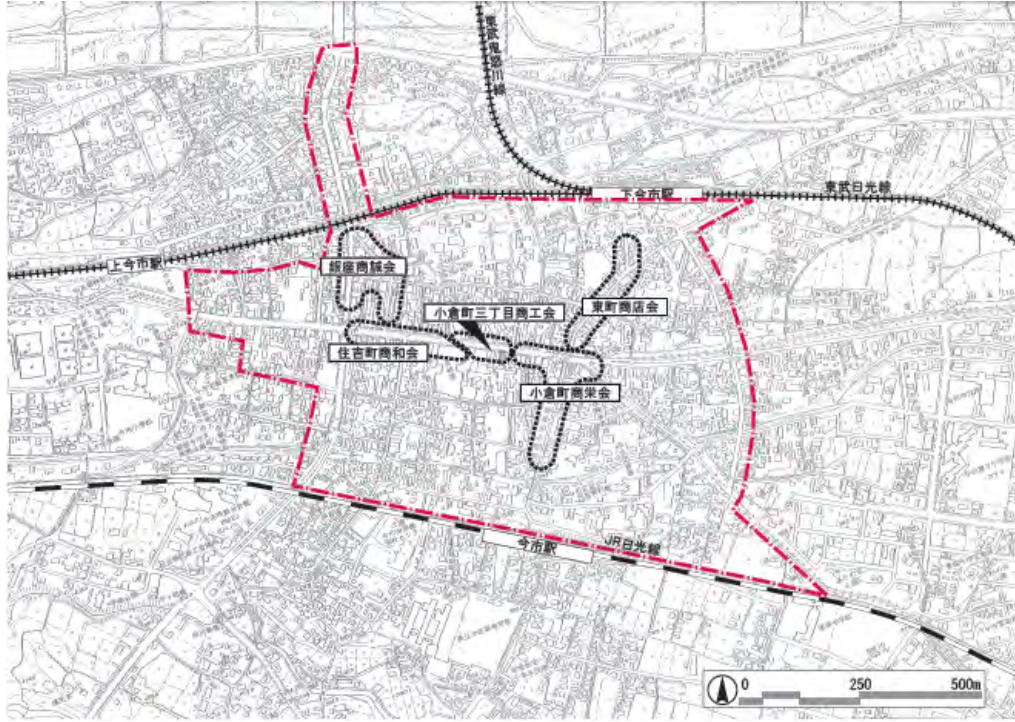 東武鬼怒川線
下今市駅
東武日光線
上今市駅
銀座商誠会
東町商店会
小倉町三丁目商工会
住吉町商和会
小倉町商栄会
JR日光線
今市駅
0 250 500m